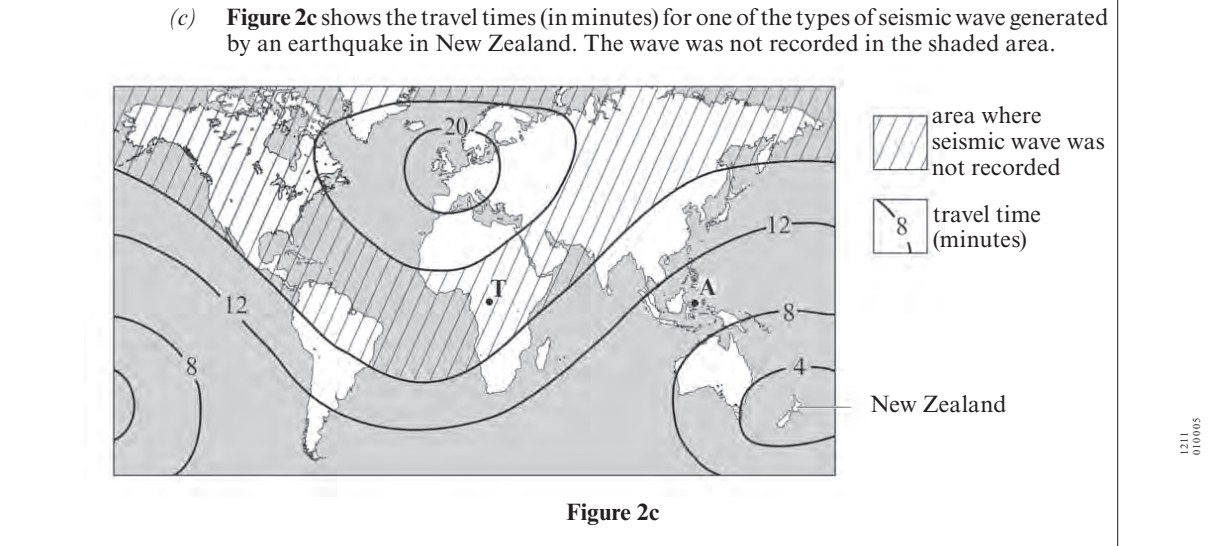 (c) Figure 2c shows the travel times (in minutes) for one of the types of seismic wave generated
by an earthquake in New Zealand. The wave was not recorded in the shaded area.
20
area where
seismic wave was
not recorded
8
travel time
(minutes)
12
T
A
12
8
8
4
New Zealand
Figure 2c
1211
010005